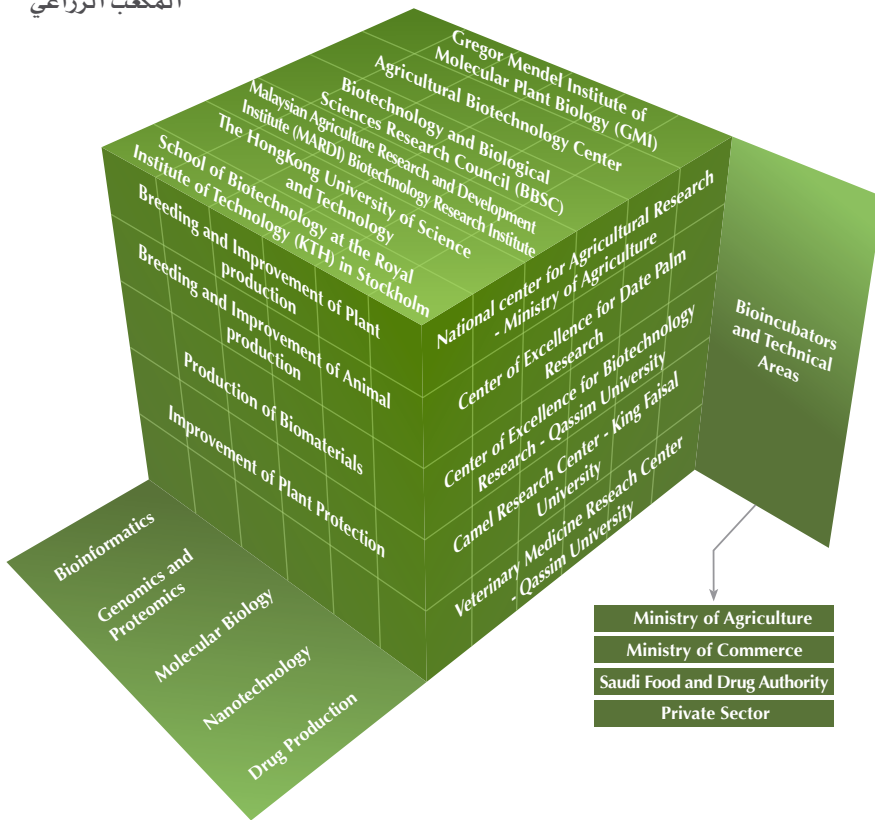 المكعب الزراعي
Gregor Mendel Institute of
Molecular Plant Biology (GMI)
Agricultural Biotechnology Center
Biotechnology and Biological
Sciences Research Council (BBSC)
Malaysian Agriculture Research and Development
Institute (MARDI) Biotechnology Research Institute
The HongKong University of Science
and Technology
School of Biotechnology at the Royal
Institute of Technology (KTH) in Stockholm
Breeding and Improvement of Plant
production
Breeding and Improvement of Animal
production
Production of Biomaterials
Improvement of Plant Protection
National center for Agricultural Research
- Ministry of Agriculture
Center of Excellence for Date Palm
Research
Center of Excellence for Biotechnology
Research - Qassim University
Camel Research Center - King Faisal
University
Veterinary Medicine Reseach Center
- Qassim University
Bioincubators
and Technical
Areas
Bioinformatics
Genomics and
Proteomics
Molecular Biology
Nanotechnology
Drug Production
Ministry of Agriculture
Ministry of Commerce
Saudi Food and Drug Authority
Private Sector